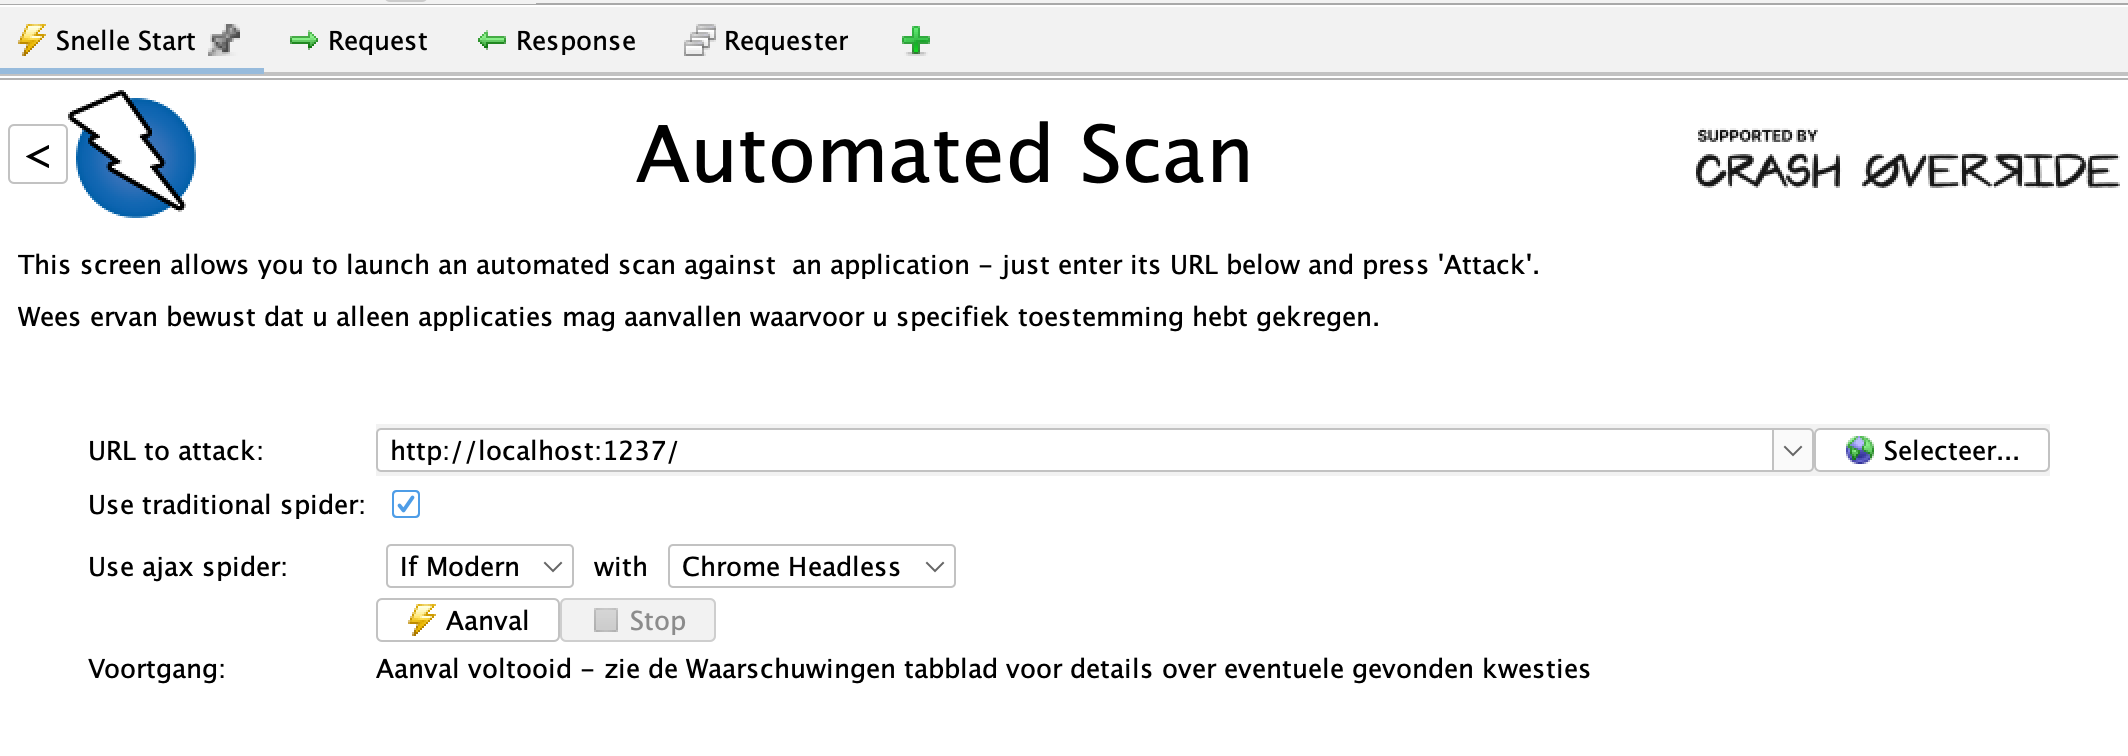 Snelle Start Request Response Requester
< Automated Scan
SUPPORTED BY
CRASH ØVERRIDE
This screen allows you to launch an automated scan against  an application – just enter its URL below and press 'Attack'.
Wees ervan bewust dat u alleen applicaties mag aanvallen waarvoor u specifiek toestemming hebt gekregen.
URL to attack: http://localhost:1237/ Selecteer...
Use traditional spider:
Use ajax spider: If Modern with Chrome Headless
Aanval Stop
Voortgang: Aanval voltooid – zie de Waarschuwingen tabblad voor details over eventuele gevonden kwesties